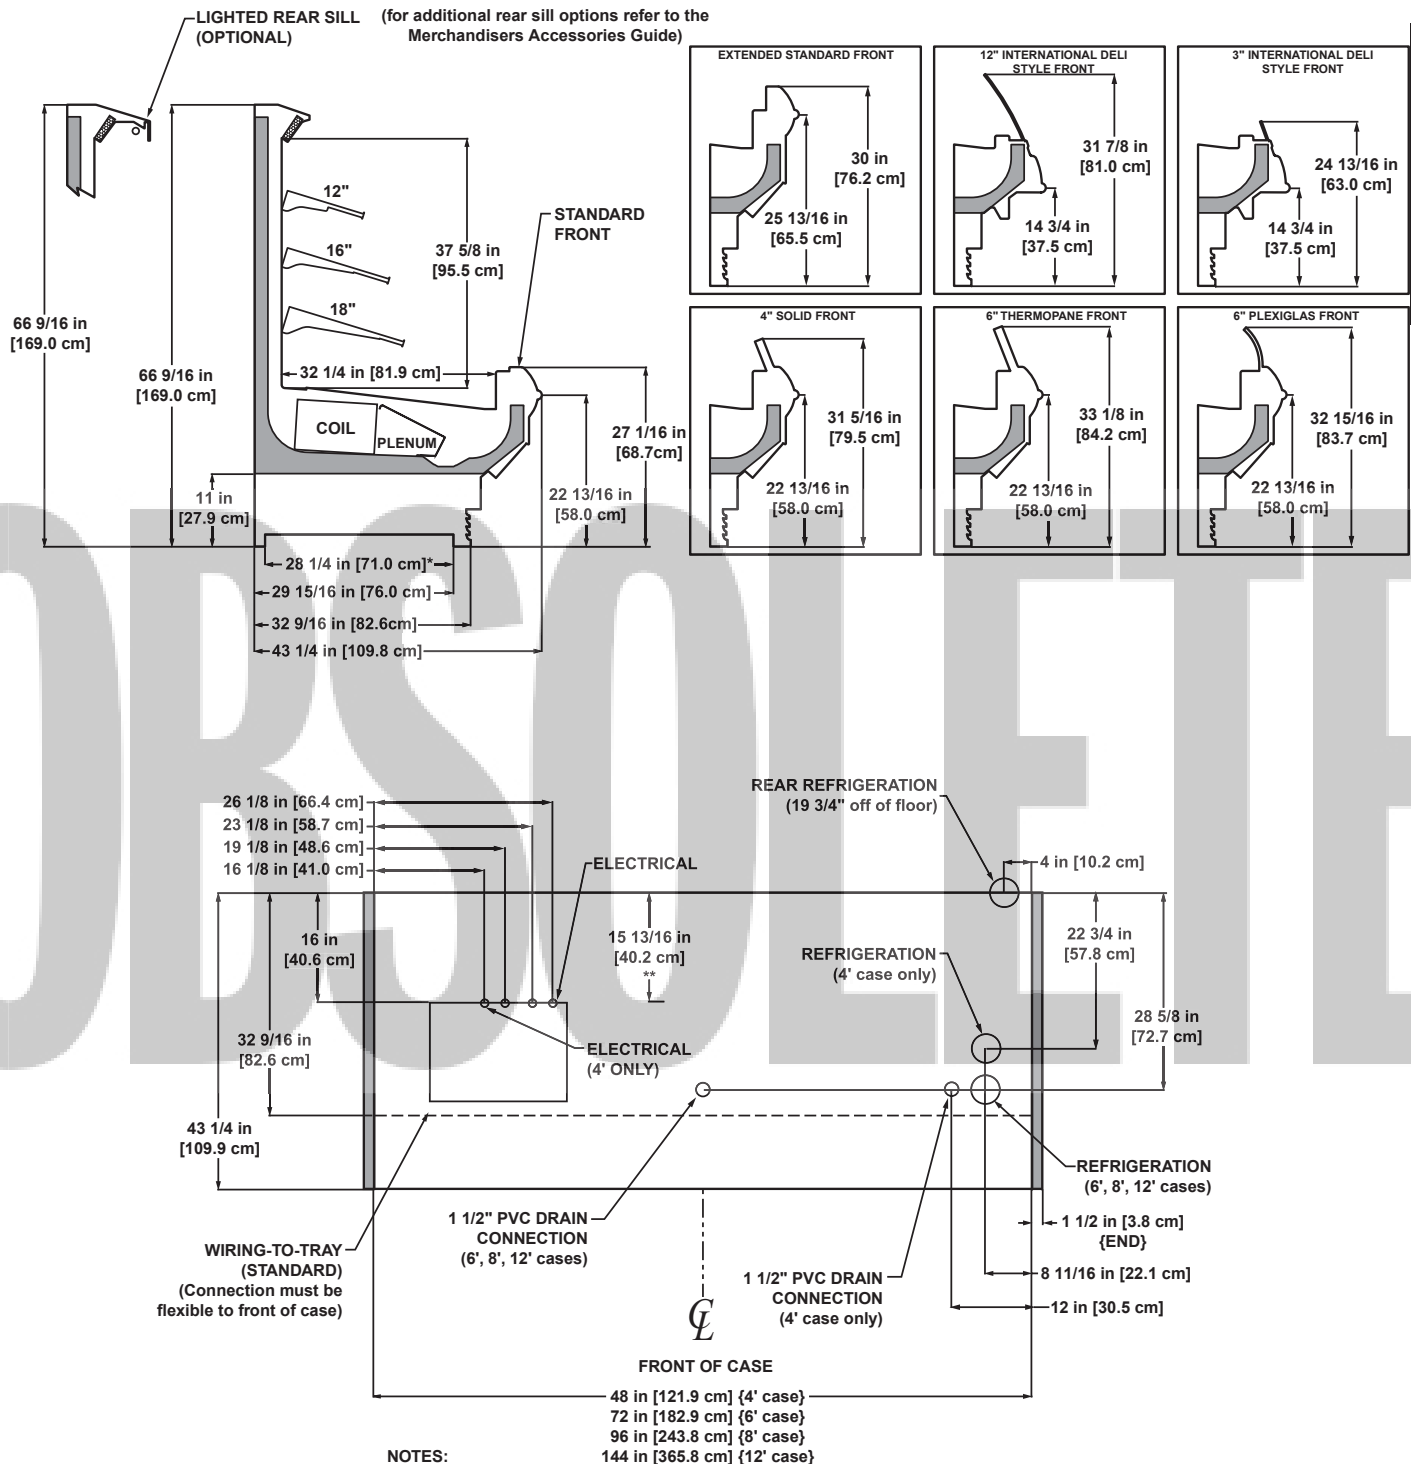 LIGHTED REAR SILL
(OPTIONAL)
(for additional rear sill options refer to the
Merchandisers Accessories Guide)
12"
16"
18"
37 5/8 in
[95.5 cm]
STANDARD
FRONT
66 9/16 in
[169.0 cm]
66 9/16 in
[169.0 cm]
32 1/4 in [81.9 cm]
COIL
PLENUM
27 1/16 in
[68.7cm]
11 in
[27.9 cm]
22 13/16 in
[58.0 cm]
28 1/4 in [71.0 cm]*
29 15/16 in [76.0 cm]
32 9/16 in [82.6cm]
43 1/4 in [109.8 cm]
EXTENDED STANDARD FRONT
30 in
[76.2 cm]
25 13/16 in
[65.5 cm]
12" INTERNATIONAL DELI
STYLE FRONT
31 7/8 in
[81.0 cm]
14 3/4 in
[37.5 cm]
3" INTERNATIONAL DELI
STYLE FRONT
24 13/16 in
[63.0 cm]
14 3/4 in
[37.5 cm]
4" SOLID FRONT
31 5/16 in
[79.5 cm]
22 13/16 in
[58.0 cm]
6" THERMOPANE FRONT
33 1/8 in
[84.2 cm]
22 13/16 in
[58.0 cm]
6" PLEXIGLAS FRONT
32 15/16 in
[83.7 cm]
22 13/16 in
[58.0 cm]
OBSOLETE
26 1/8 in [66.4 cm]
23 1/8 in [58.7 cm]
19 1/8 in [48.6 cm]
16 1/8 in [41.0 cm]
ELECTRICAL
REAR REFRIGERATION
(19 3/4" off of floor)
4 in [10.2 cm]
16 in
[40.6 cm]
15 13/16 in
[40.2 cm]
**
REFRIGERATION
(4' case only)
22 3/4 in
[57.8 cm]
28 5/8 in
[72.7 cm]
32 9/16 in
[82.6 cm]
ELECTRICAL
(4' ONLY)
43 1/4 in
[109.9 cm]
REFRIGERATION
(6', 8', 12' cases)
1 1/2" PVC DRAIN
CONNECTION
(6', 8', 12' cases)
1 1/2 in [3.8 cm]
{END}
WIRING-TO-TRAY
(STANDARD)
(Connection must be
flexible to front of case)
1 1/2" PVC DRAIN
CONNECTION
(4' case only)
8 11/16 in [22.1 cm]
12 in [30.5 cm]
CL
FRONT OF CASE
48 in [121.9 cm] {4' case}
72 in [182.9 cm] {6' case}
96 in [243.8 cm] {8' case}
144 in [365.8 cm] {12' case}
NOTES: